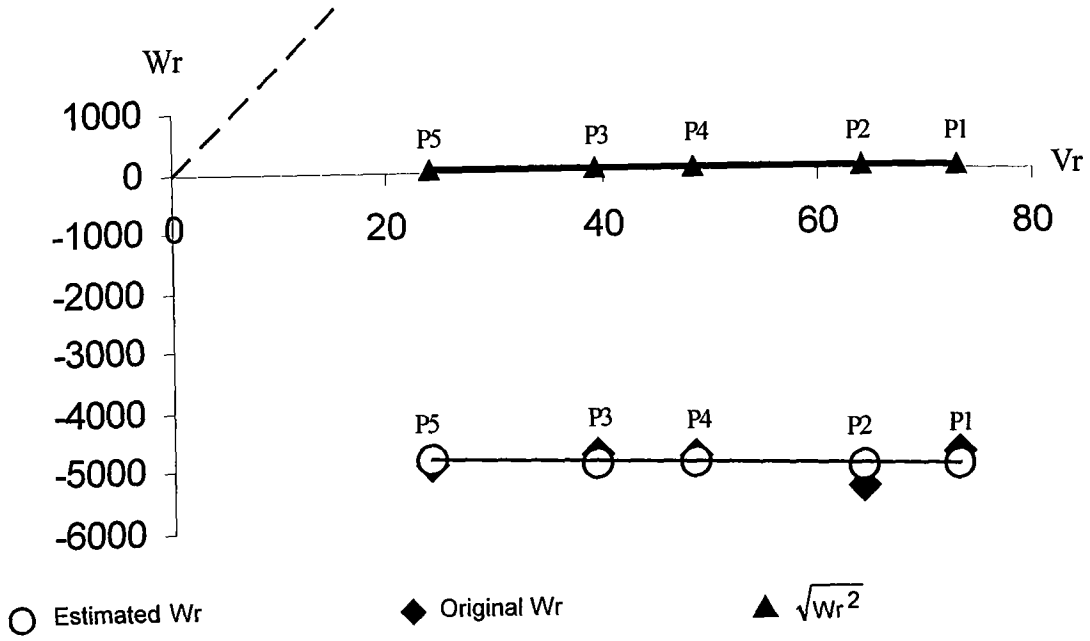 Wr
1000
P5 P3 P4 P2 P1
0
Vr
0 20 40 60 80
-1000
-2000
-3000
-4000
P5 P3 P4 P2 P1
-5000
-6000
Estimated Wr
Original Wr
√Wr²